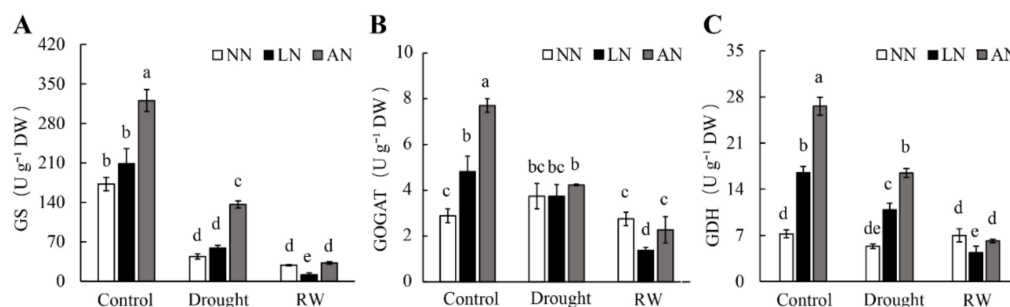 A
GS (U g⁻¹ DW)
420
350
280
210
140
70
0
NN LN AN
b b a
d d c
d e d
Control Drought RW
B
GOGAT (U g⁻¹ DW)
10
8
6
4
2
0
NN LN AN
c b a
bc bc b
c d c
Control Drought RW
C
GDH (U g⁻¹ DW)
35
28
21
14
7
0
NN LN AN
d b a
de c b
d e d
Control Drought RW